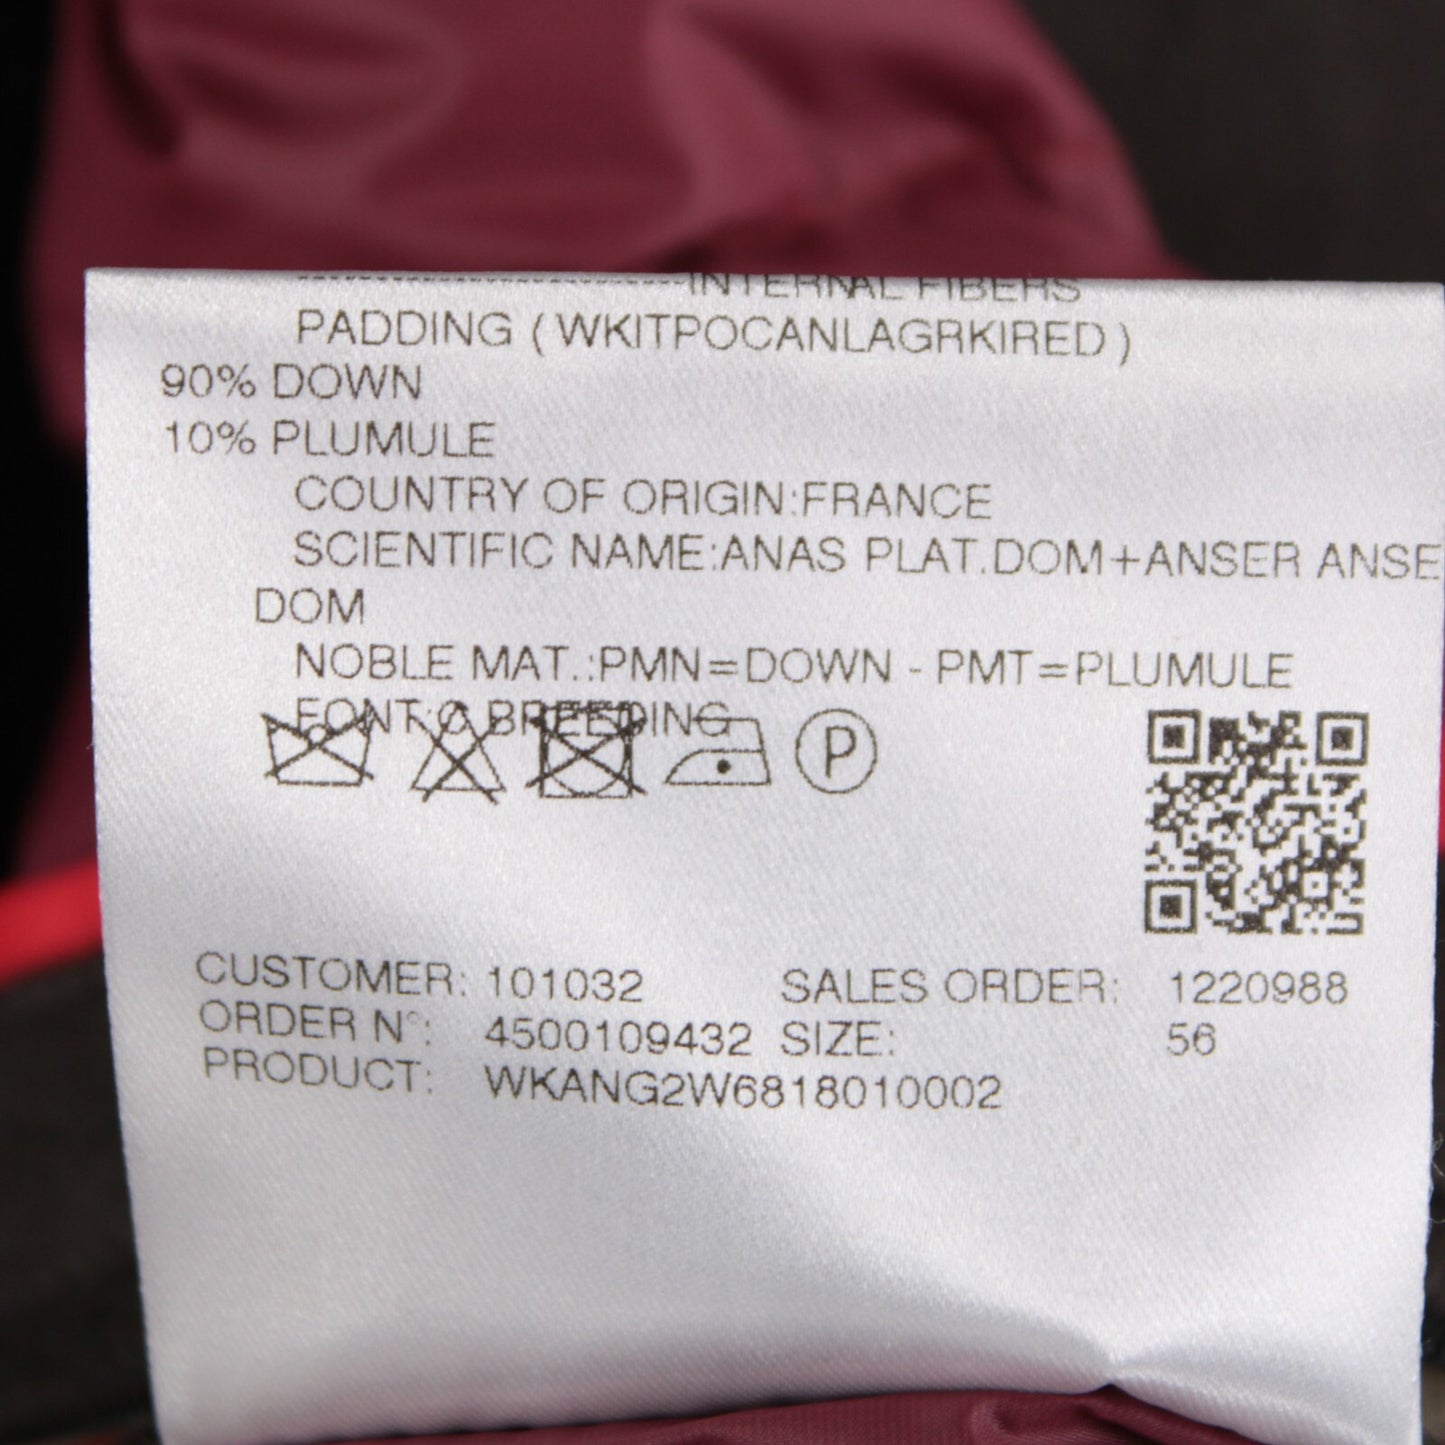 ------------------------------INTERNAL FIBERS
PADDING ( WKITPOCANLAGRKIRED )
90% DOWN
10% PLUMULE
COUNTRY OF ORIGIN:FRANCE
SCIENTIFIC NAME:ANAS PLAT.DOM+ANSER ANSE
DOM
NOBLE MAT.:PMN=DOWN - PMT=PLUMULE
FONT:C BREEDING
P
CUSTOMER: 101032 SALES ORDER: 1220988
ORDER N°: 4500109432 SIZE: 56
PRODUCT: WKANG2W6818010002